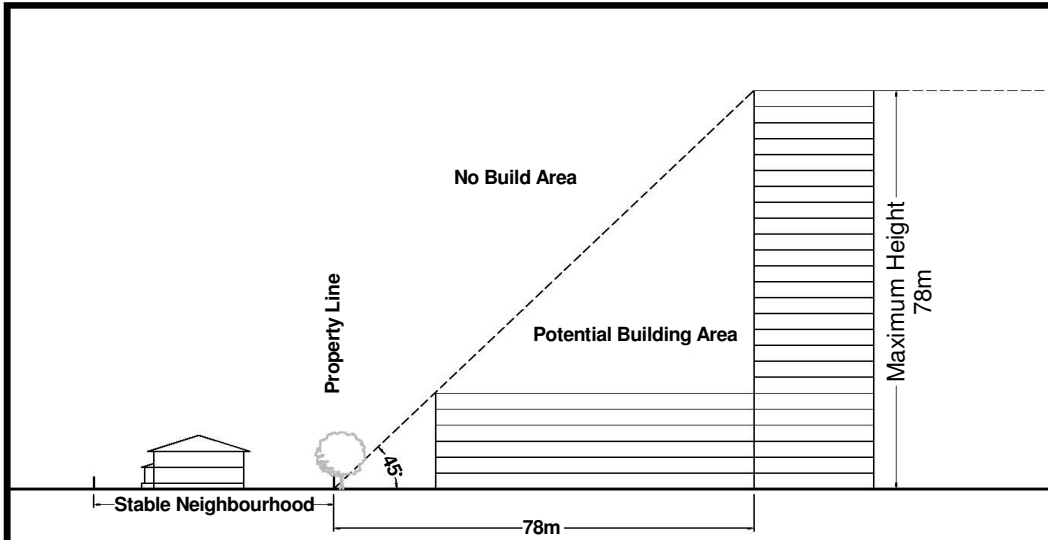 No Build Area
Property Line
Potential Building Area
Maximum Height
78m
45°
Stable Neighbourhood
78m